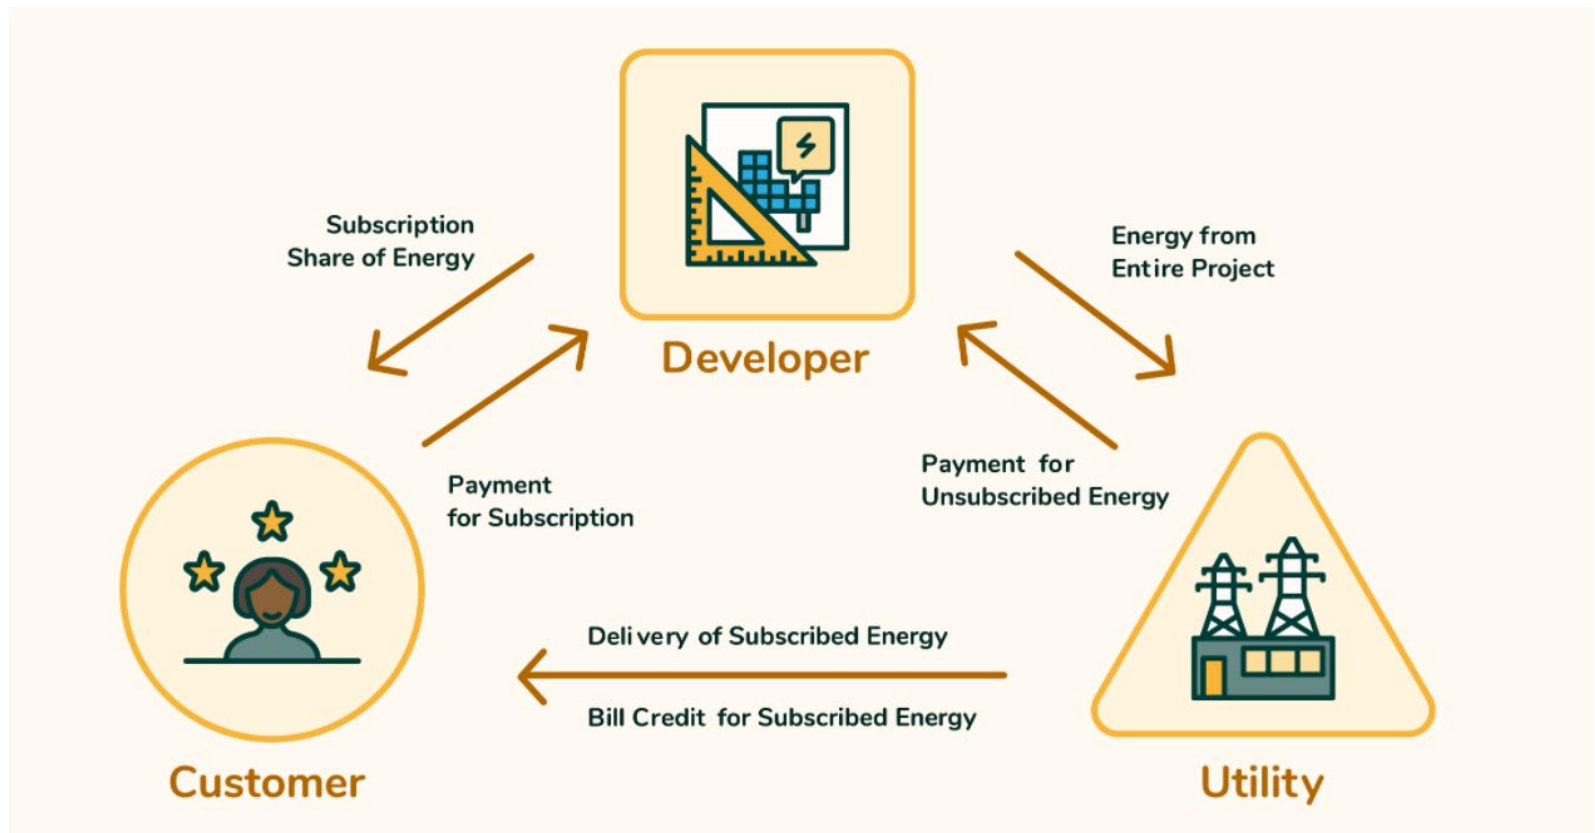 Subscription
Share of Energy
Energy from
Entire Project
Developer
Payment
for Subscription
Payment for
Unsubscribed Energy
Delivery of Subscribed Energy
Bill Credit for Subscribed Energy
Customer
Utility